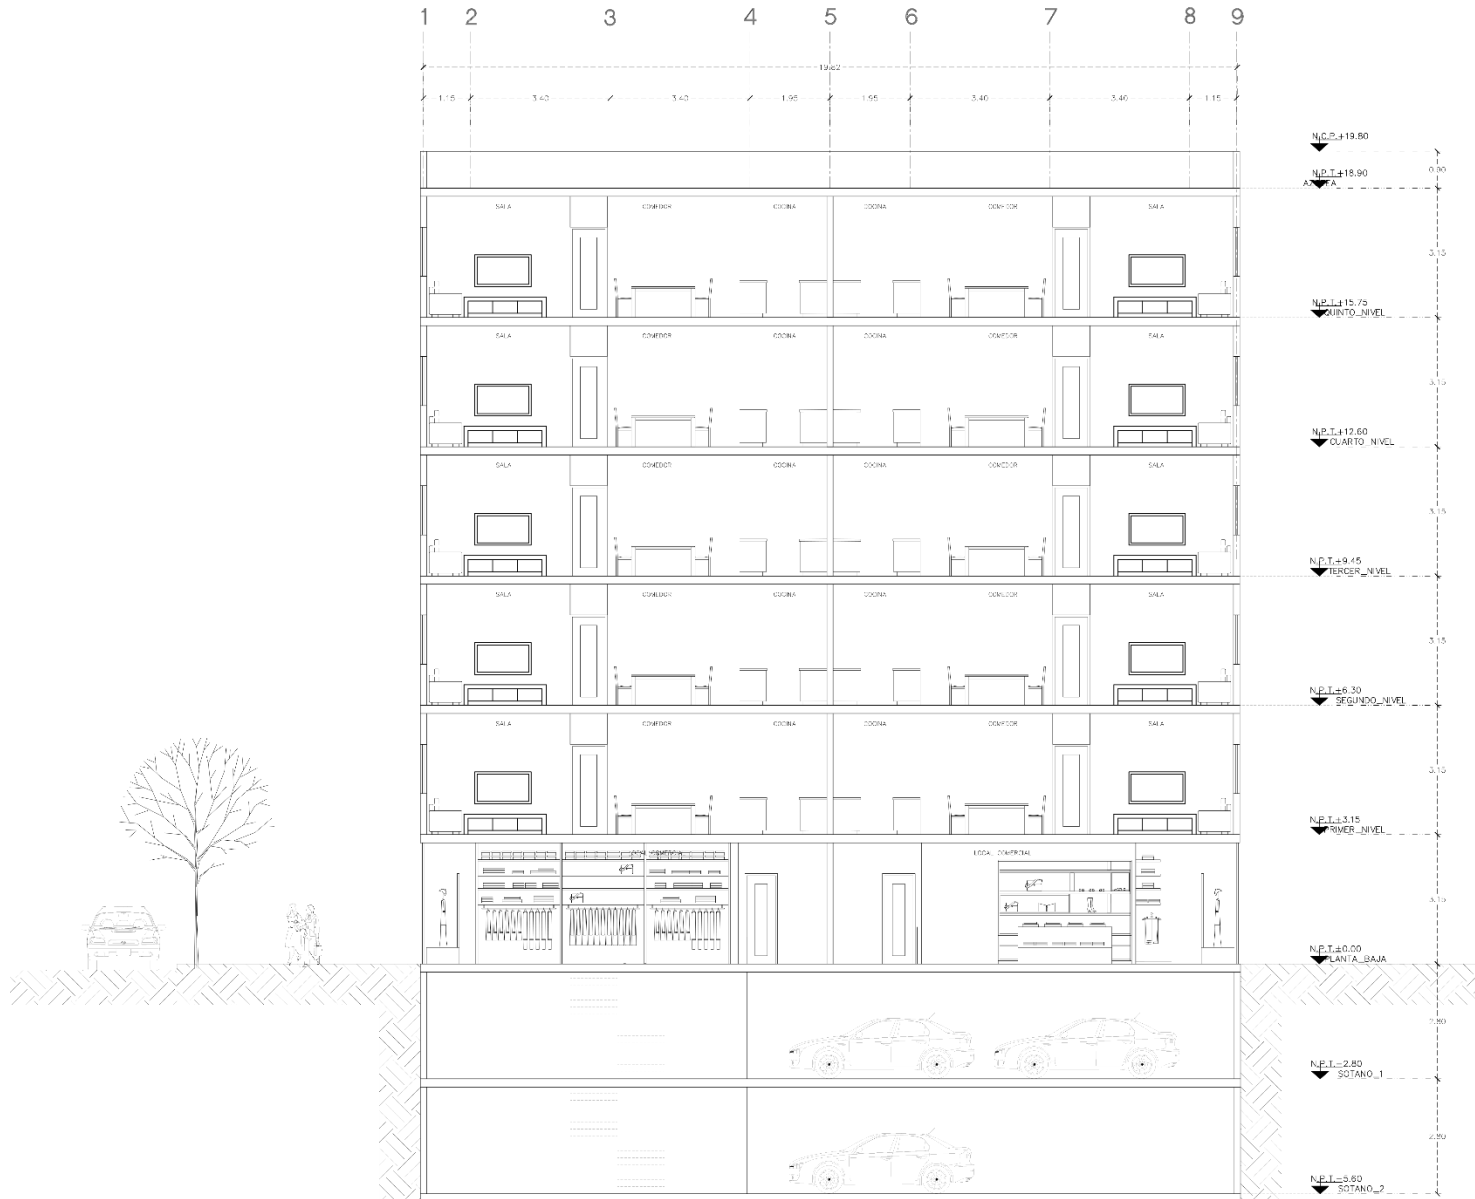 1 2 3 4 5 6 7 8 9
19.82
1.15 3.40 3.40 1.95 1.95 3.40 3.40 1.15
N.C.P.+19.80
0.90
N.P.T.+18.90
SALA COMEDOR COCINA COCINA COMEDOR SALA
3.15
N.P.T.+15.75
QUINTO_NIVEL
SALA COMEDOR COCINA COCINA COMEDOR SALA
3.15
N.P.T.+12.60
CUARTO_NIVEL
SALA COMEDOR COCINA COCINA COMEDOR SALA
3.15
N.P.T.+9.45
TERCER_NIVEL
SALA COMEDOR COCINA COCINA COMEDOR SALA
3.15
N.P.T.+6.30
SEGUNDO_NIVEL
SALA COMEDOR COCINA COCINA COMEDOR SALA
3.15
N.P.T.+3.15
PRIMER_NIVEL
LOCAL COMERCIAL LOCAL COMERCIAL
3.15
N.P.T.±0.00
PLANTA_BAJA
2.80
N.P.T.-2.80
SOTANO_1
2.80
N.P.T.-5.60
SOTANO_2